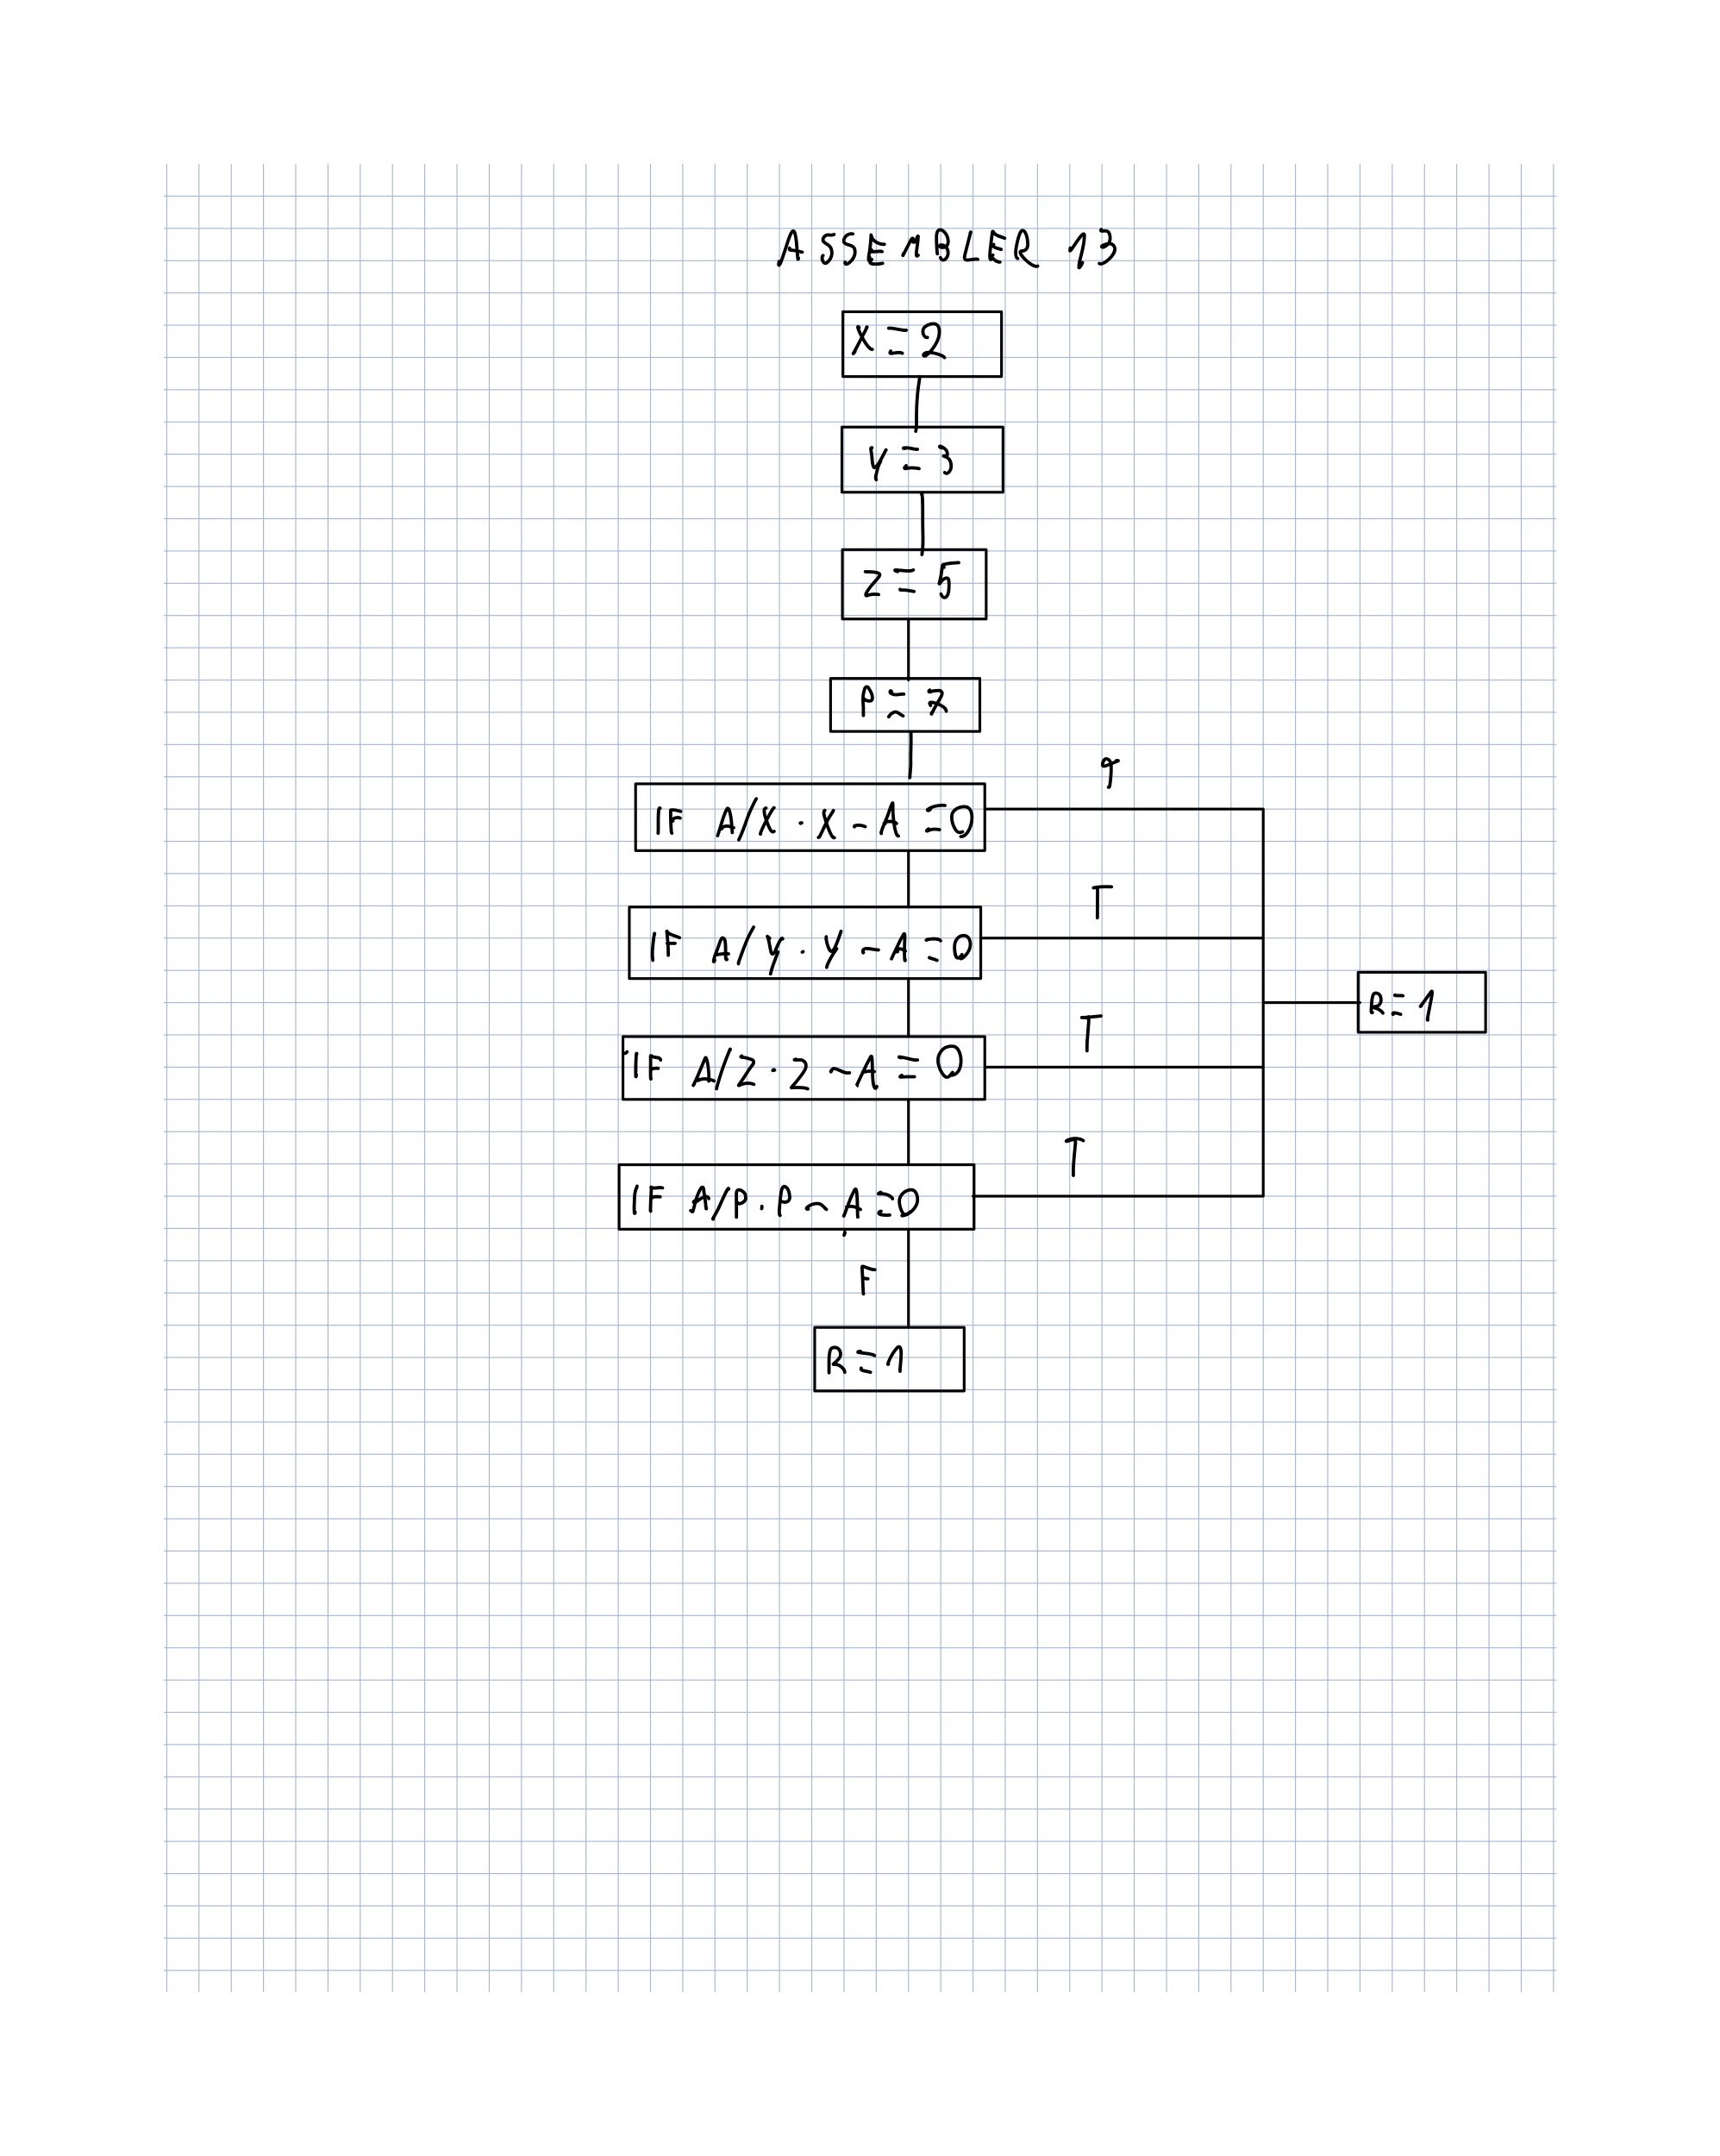 ASSEMBLER 13
X = 2
Y = 3
Z = 5
P = 7
IF A/X · X - A = 0
T
IF A/Y · Y - A = 0
T
R = 1
IF A/Z · Z - A = 0
T
IF A/P · P - A = 0
F
R = 1